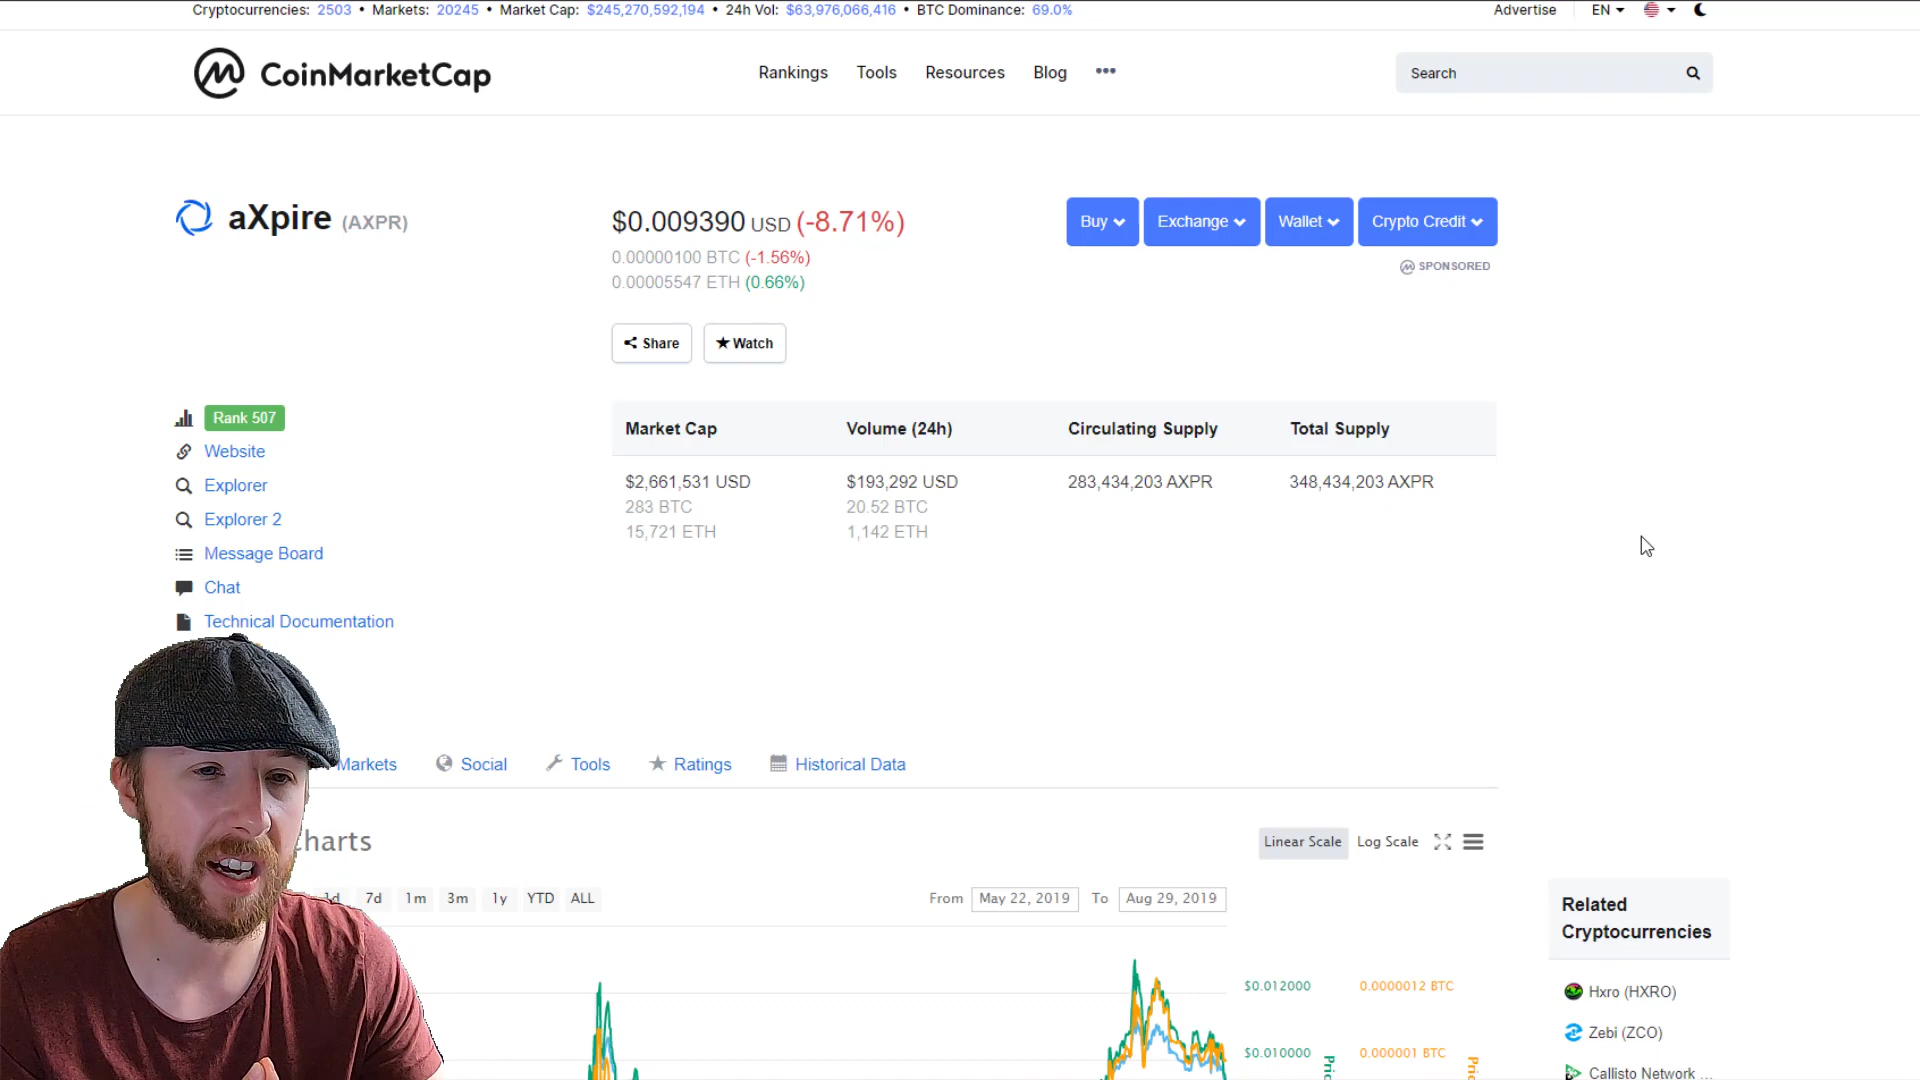 Cryptocurrencies: 2503 • Markets: 20245 • Market Cap: $245,270,592,194 • 24h Vol: $63,976,066,416 • BTC Dominance: 69.0%
Advertise EN
CoinMarketCap
Rankings Tools Resources Blog •••
Search
aXpire (AXPR)
$0.009390 USD (-8.71%)
0.00000100 BTC (-1.56%)
0.00005547 ETH (0.66%)
Buy Exchange Wallet Crypto Credit
SPONSORED
Share Watch
Rank 507
Website
Explorer
Explorer 2
Message Board
Chat
Technical Documentation
Market Cap Volume (24h) Circulating Supply Total Supply
$2,661,531 USD $193,292 USD 283,434,203 AXPR 348,434,203 AXPR
283 BTC 20.52 BTC
15,721 ETH 1,142 ETH
Markets Social Tools Ratings Historical Data
Charts
Linear Scale Log Scale
1d 7d 1m 3m 1y YTD ALL
From May 22, 2019 To Aug 29, 2019
$0.012000 0.0000012 BTC
$0.010000 0.000001 BTC
Related
Cryptocurrencies
Hxro (HXRO)
Zebi (ZCO)
Callisto Network ...